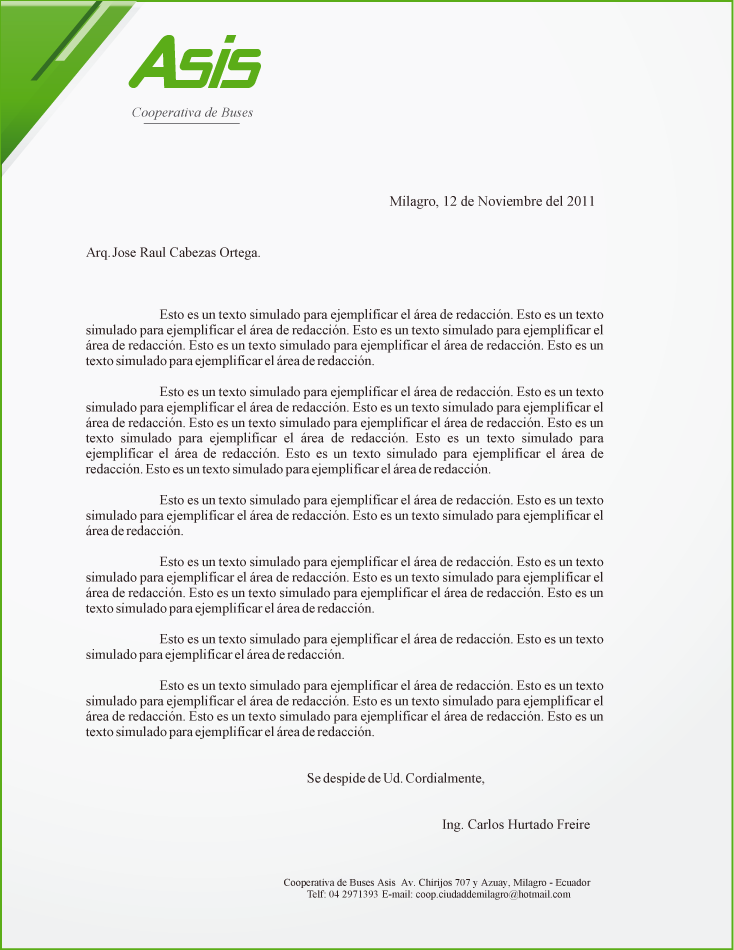 Asis
Cooperativa de Buses
Milagro, 12 de Noviembre del 2011
Arq. Jose Raul Cabezas Ortega.
Esto es un texto simulado para ejemplificar el área de redacción. Esto es un texto
simulado para ejemplificar el área de redacción. Esto es un texto simulado para ejemplificar el
área de redacción. Esto es un texto simulado para ejemplificar el área de redacción. Esto es un
texto simulado para ejemplificar el área de redacción.
Esto es un texto simulado para ejemplificar el área de redacción. Esto es un texto
simulado para ejemplificar el área de redacción. Esto es un texto simulado para ejemplificar el
área de redacción. Esto es un texto simulado para ejemplificar el área de redacción. Esto es un
texto simulado para ejemplificar el área de redacción. Esto es un texto simulado para
ejemplificar el área de redacción. Esto es un texto simulado para ejemplificar el área de
redacción. Esto es un texto simulado para ejemplificar el área de redacción.
Esto es un texto simulado para ejemplificar el área de redacción. Esto es un texto
simulado para ejemplificar el área de redacción. Esto es un texto simulado para ejemplificar el
área de redacción.
Esto es un texto simulado para ejemplificar el área de redacción. Esto es un texto
simulado para ejemplificar el área de redacción. Esto es un texto simulado para ejemplificar el
área de redacción. Esto es un texto simulado para ejemplificar el área de redacción. Esto es un
texto simulado para ejemplificar el área de redacción.
Esto es un texto simulado para ejemplificar el área de redacción. Esto es un texto
simulado para ejemplificar el área de redacción.
Esto es un texto simulado para ejemplificar el área de redacción. Esto es un texto
simulado para ejemplificar el área de redacción. Esto es un texto simulado para ejemplificar el
área de redacción. Esto es un texto simulado para ejemplificar el área de redacción. Esto es un
texto simulado para ejemplificar el área de redacción.
Se despide de Ud. Cordialmente,
Ing. Carlos Hurtado Freire
Cooperativa de Buses Asis Av. Chirijos 707 y Azuay, Milagro - Ecuador
Telf: 04 2971393 E-mail: coop.ciudaddemilagro@hotmail.com